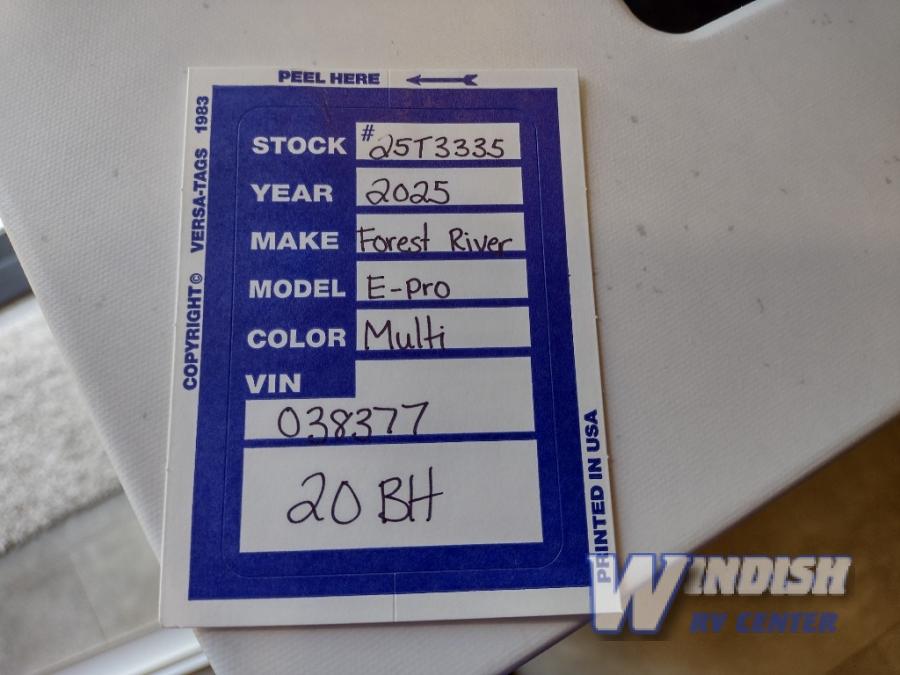 PEEL HERE
COPYRIGHT © VERSA-TAGS 1983
STOCK # 25T3335
YEAR 2025
MAKE Forest River
MODEL E-Pro
COLOR Multi
VIN
038377
20 BH
PRINTED IN USA
WINDISH
RV CENTER